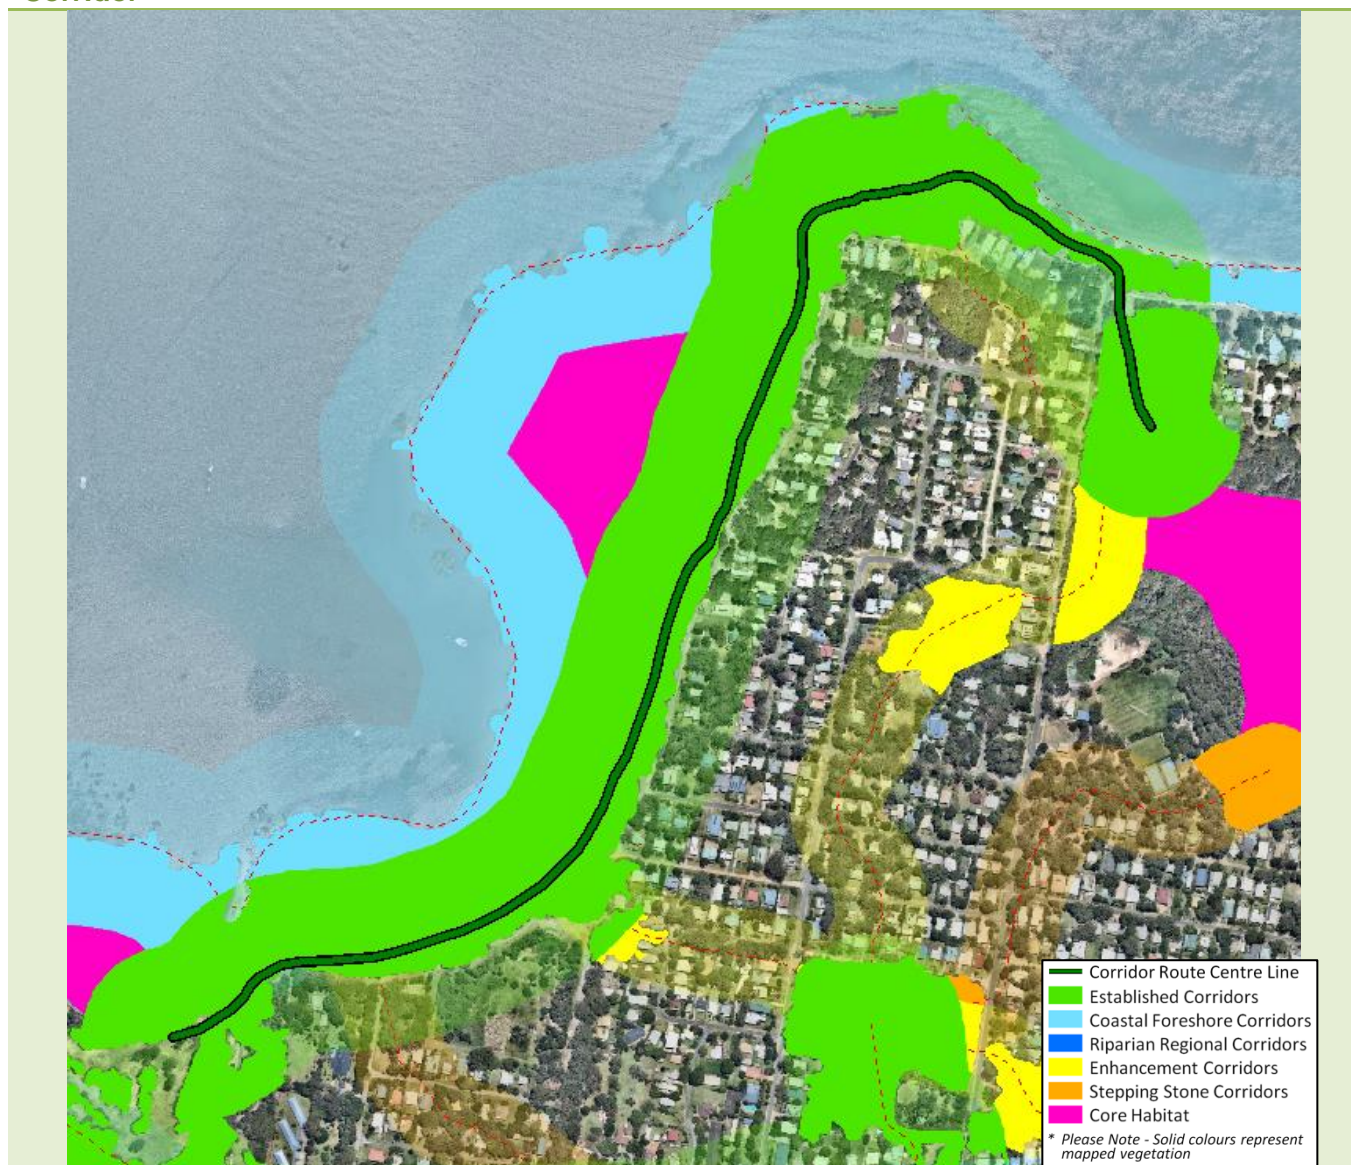 Corridor Route Centre Line
Established Corridors
Coastal Foreshore Corridors
Riparian Regional Corridors
Enhancement Corridors
Stepping Stone Corridors
Core Habitat
* Please Note - Solid colours represent
mapped vegetation